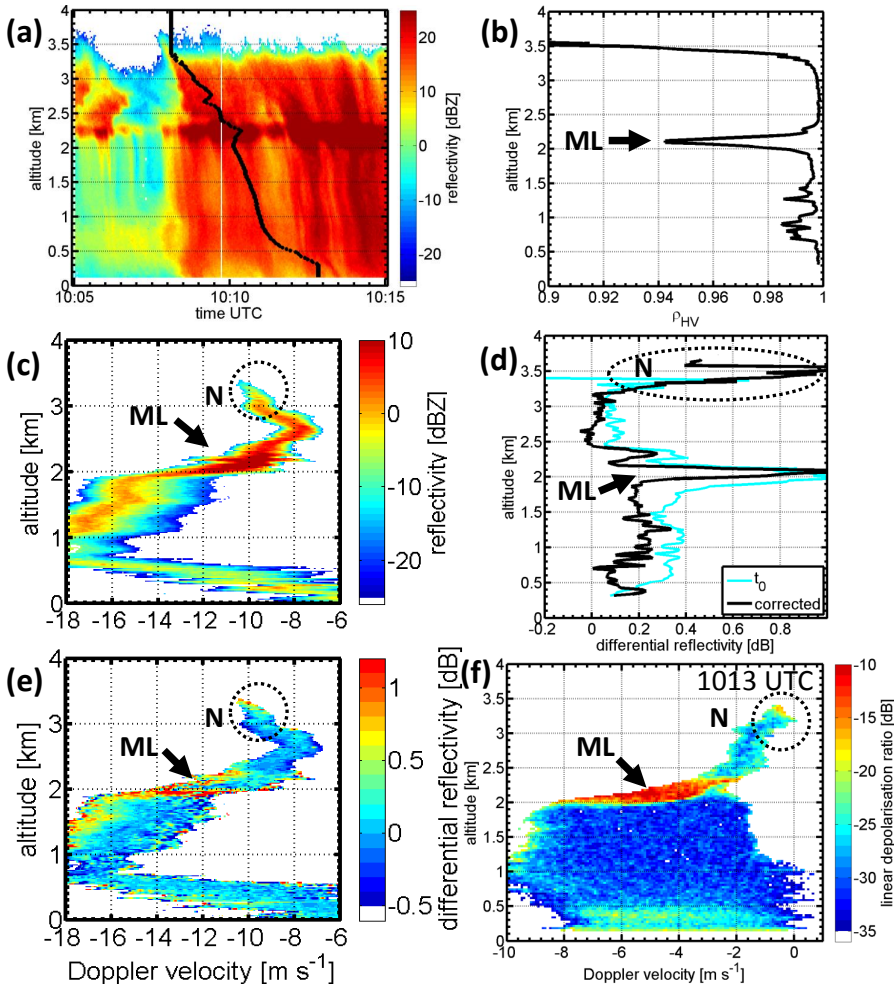 (a)
4
3.5
3
2.5
2
1.5
1
0.5
0
altitude [km]
10:05
10:10
10:15
time UTC
20
10
0
-10
-20
reflectivity [dBZ]
(b)
4
3.5
3
2.5
2
1.5
1
0.5
0
altitude [km]
ML
0.9
0.92
0.94
0.96
0.98
1
ρHV
(c)
4
3
2
1
0
altitude [km]
N
ML
-18
-16
-14
-12
-10
-8
-6
Doppler velocity [m s-1]
10
0
-10
-20
reflectivity [dBZ]
(d)
4
3.5
3
2.5
2
1.5
1
0.5
0
altitude [km]
N
ML
t0
corrected
-0.2
0
0.2
0.4
0.6
0.8
differential reflectivity [dB]
(e)
4
3
2
1
0
altitude [km]
N
ML
-18
-16
-14
-12
-10
-8
-6
Doppler velocity [m s-1]
1
0.5
0
-0.5
differential reflectivity [dB]
(f)
1013 UTC
4
3.5
3
2.5
2
1.5
1
0.5
0
altitude [km]
N
ML
-10
-8
-6
-4
-2
0
Doppler velocity [m s-1]
-10
-15
-20
-25
-30
-35
linear depolarisation ratio [dB]